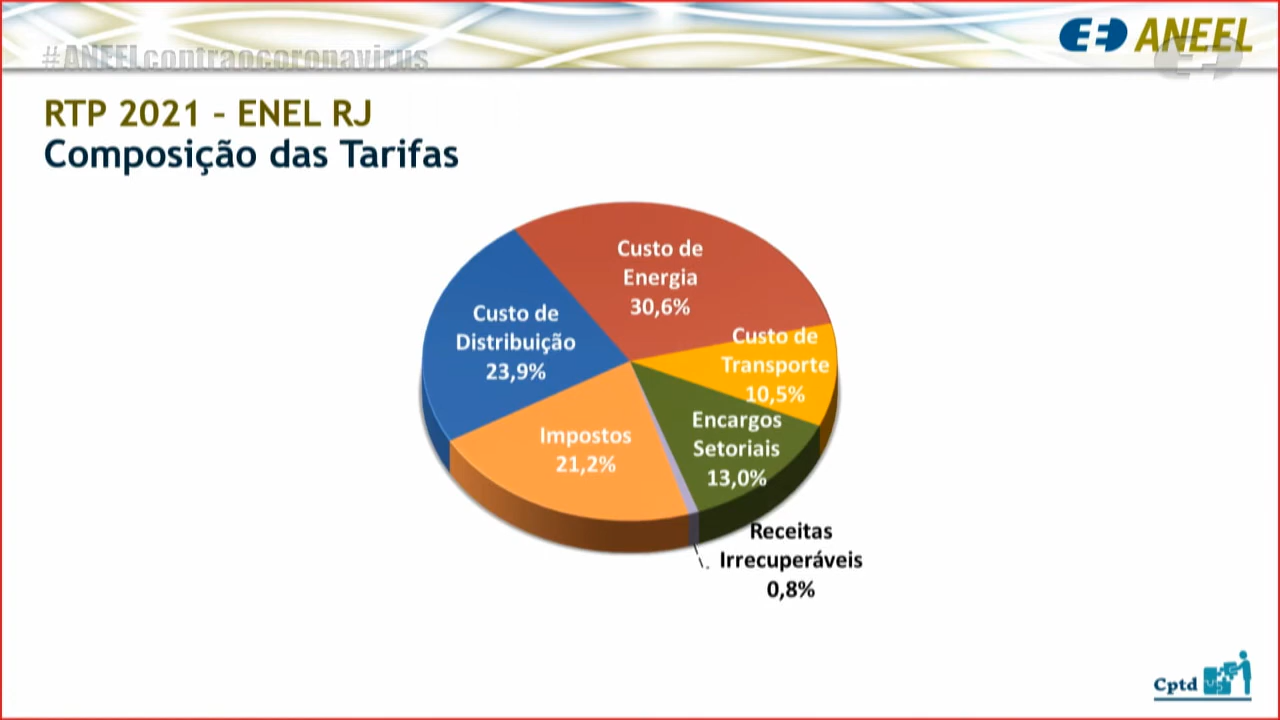 #ANEELcontraocoronavirus
ANEEL
RTP 2021 – ENEL RJ
Composição das Tarifas
Custo de
Energia
30,6%
Custo de
Distribuição
23,9%
Custo de
Transporte
10,5%
Encargos
Setoriais
13,0%
Impostos
21,2%
Receitas
Irrecuperáveis
0,8%
Cptd